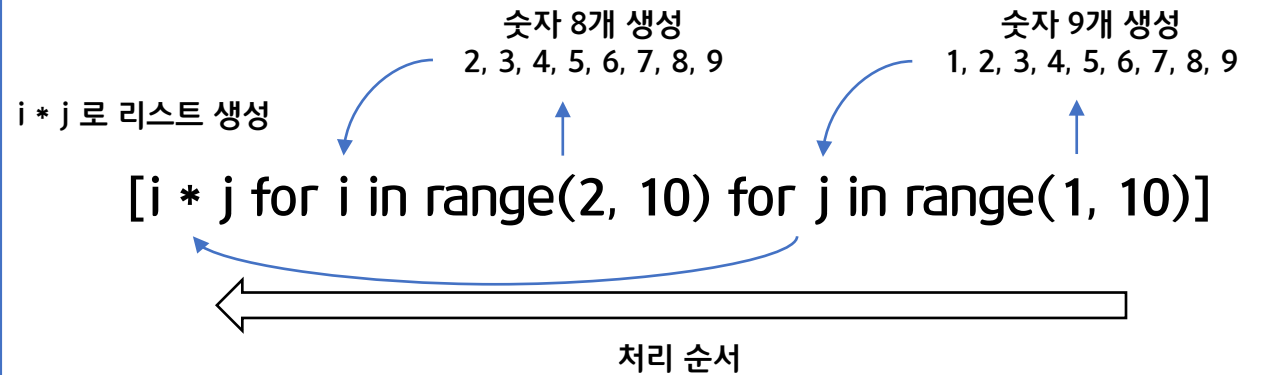 숫자 8개 생성
2, 3, 4, 5, 6, 7, 8, 9
숫자 9개 생성
1, 2, 3, 4, 5, 6, 7, 8, 9
i * j 로 리스트 생성
[i * j for i in range(2, 10) for j in range(1, 10)]
처리 순서